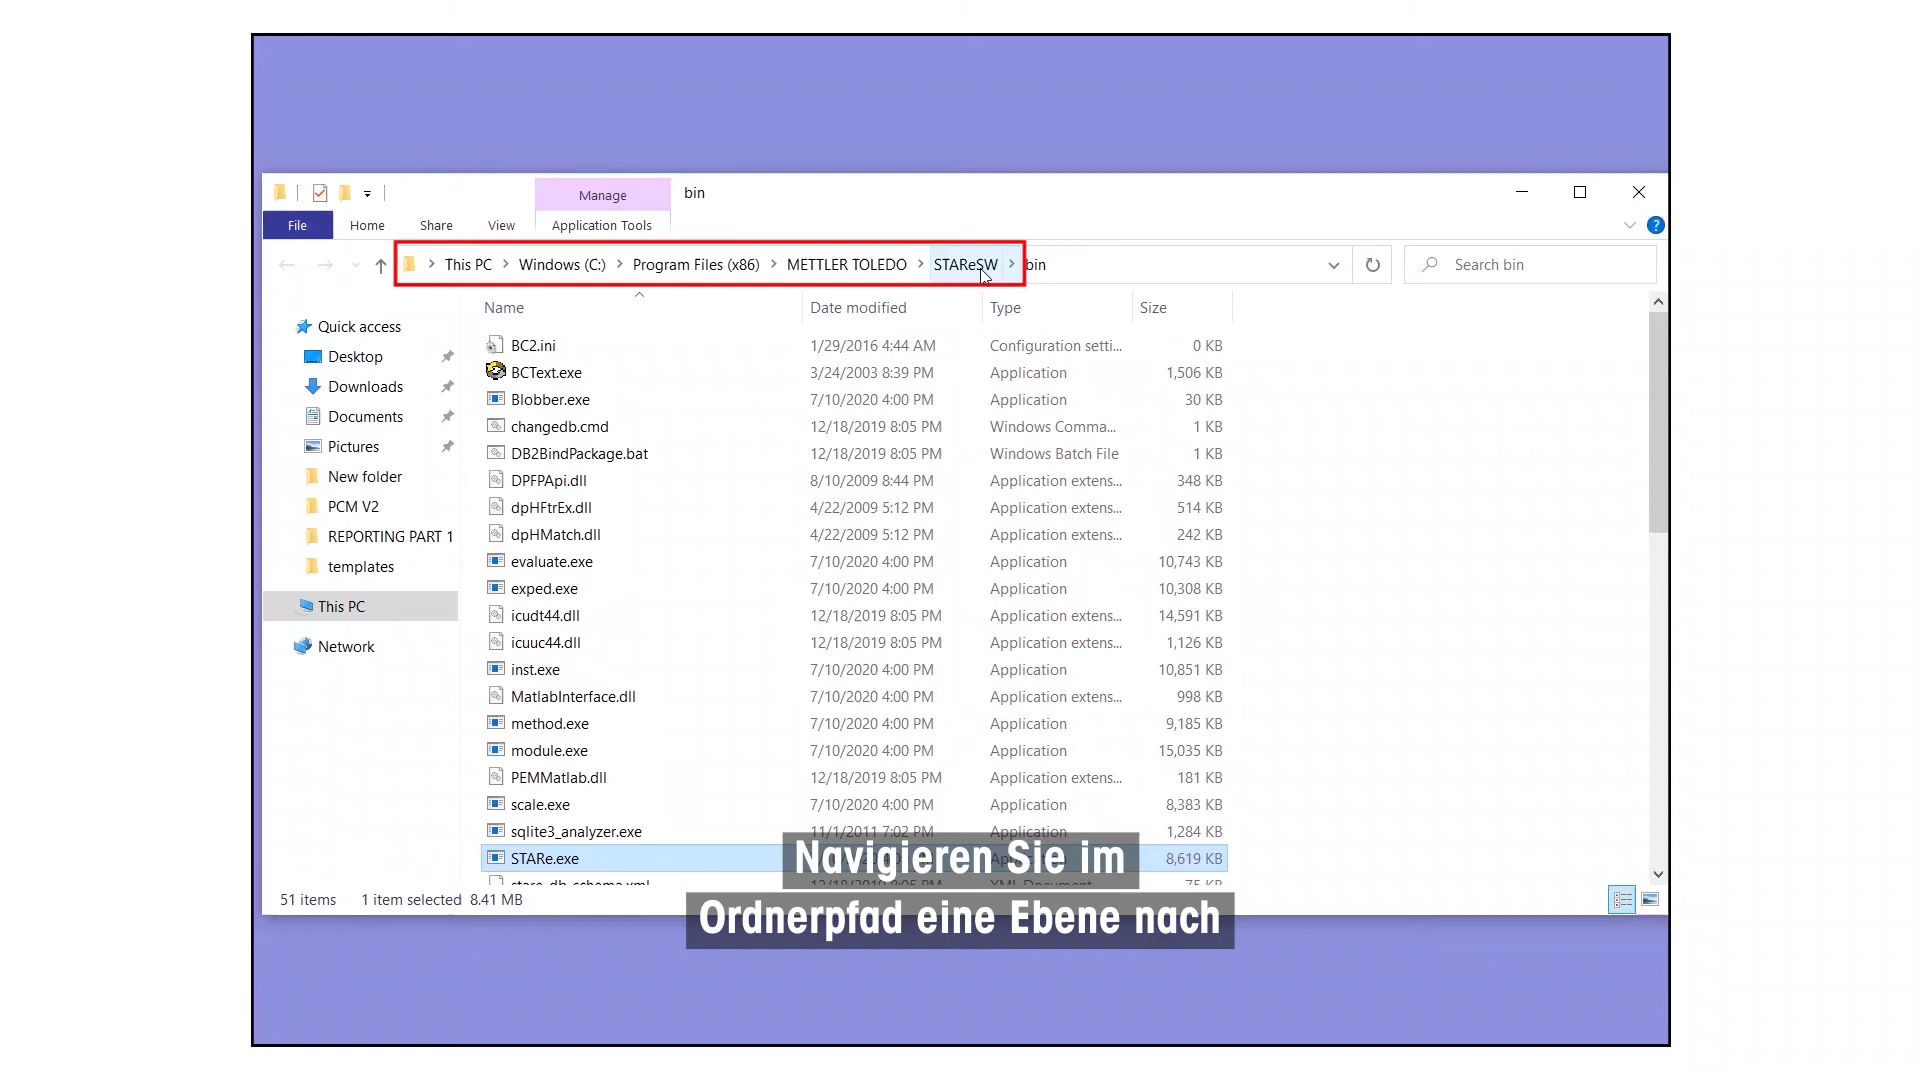 Manage
bin
File
Home
Share
View
Application Tools
This PC
Windows (C:)
Program Files (x86)
METTLER TOLEDO
STAReSW
bin
Search bin
Name
Date modified
Type
Size
Quick access
Desktop
Downloads
Documents
Pictures
New folder
PCM V2
REPORTING PART 1
templates
This PC
Network
BC2.ini 1/29/2016 4:44 AM Configuration setti... 0 KB
BCText.exe 3/24/2003 8:39 PM Application 1,506 KB
Blobber.exe 7/10/2020 4:00 PM Application 30 KB
changedb.cmd 12/18/2019 8:05 PM Windows Comma... 1 KB
DB2BindPackage.bat 12/18/2019 8:05 PM Windows Batch File 1 KB
DPFPApi.dll 8/10/2009 8:44 PM Application extens... 348 KB
dpHFtrEx.dll 4/22/2009 5:12 PM Application extens... 514 KB
dpHMatch.dll 4/22/2009 5:12 PM Application extens... 242 KB
evaluate.exe 7/10/2020 4:00 PM Application 10,743 KB
exped.exe 7/10/2020 4:00 PM Application 10,308 KB
icudt44.dll 12/18/2019 8:05 PM Application extens... 14,591 KB
icuuc44.dll 12/18/2019 8:05 PM Application extens... 1,126 KB
inst.exe 7/10/2020 4:00 PM Application 10,851 KB
MatlabInterface.dll 7/10/2020 4:00 PM Application extens... 998 KB
method.exe 7/10/2020 4:00 PM Application 9,185 KB
module.exe 7/10/2020 4:00 PM Application 15,035 KB
PEMMatlab.dll 12/18/2019 8:05 PM Application extens... 181 KB
scale.exe 7/10/2020 4:00 PM Application 8,383 KB
sqlite3_analyzer.exe 11/1/2011 7:02 PM Application 1,284 KB
STARe.exe 8,619 KB
51 items 1 item selected 8.41 MB
Navigieren Sie im
Ordnerpfad eine Ebene nach